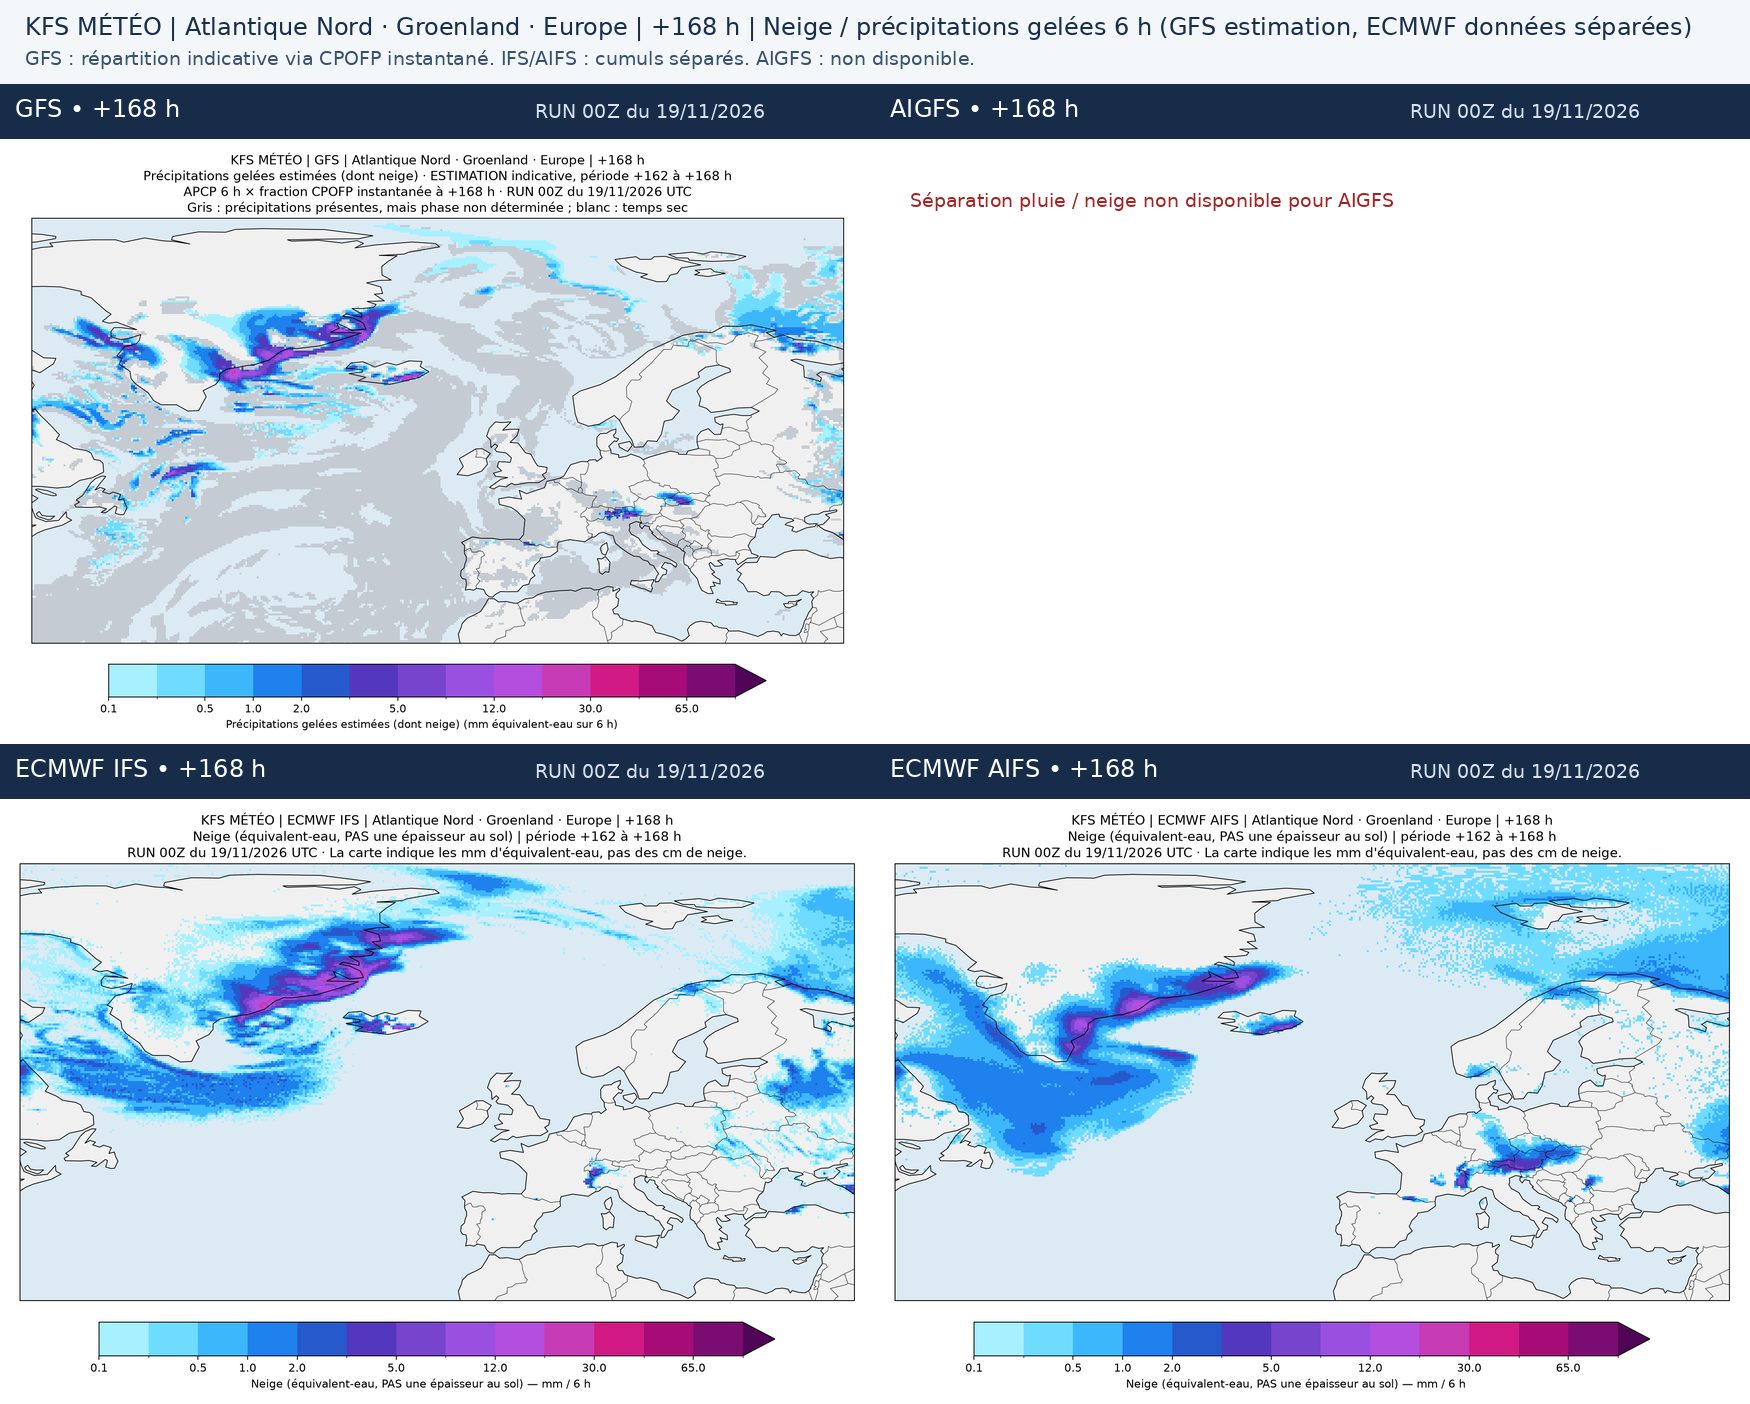 KFS MÉTÉO | Atlantique Nord · Groenland · Europe | +168 h | Neige / précipitations gelées 6 h (GFS estimation, ECMWF données séparées)
GFS : répartition indicative via CPOFP instantané. IFS/AIFS : cumuls séparés. AIGFS : non disponible.
GFS • +168 h
RUN 00Z du 19/11/2026
AIGFS • +168 h
RUN 00Z du 19/11/2026
KFS MÉTÉO | GFS | Atlantique Nord · Groenland · Europe | +168 h
Précipitations gelées estimées (dont neige) · ESTIMATION indicative, période +162 à +168 h
APCP 6 h × fraction CPOFP instantanée à +168 h · RUN 00Z du 19/11/2026 UTC
Gris : précipitations présentes, mais phase non déterminée ; blanc : temps sec
Séparation pluie / neige non disponible pour AIGFS
0.1 0.5 1.0 2.0 5.0 12.0 30.0 65.0
Précipitations gelées estimées (dont neige) (mm équivalent-eau sur 6 h)
ECMWF IFS • +168 h
RUN 00Z du 19/11/2026
ECMWF AIFS • +168 h
RUN 00Z du 19/11/2026
KFS MÉTÉO | ECMWF IFS | Atlantique Nord · Groenland · Europe | +168 h
Neige (équivalent-eau, PAS une épaisseur au sol) | période +162 à +168 h
RUN 00Z du 19/11/2026 UTC · La carte indique les mm d'équivalent-eau, pas des cm de neige.
0.1 0.5 1.0 2.0 5.0 12.0 30.0 65.0
Neige (équivalent-eau, PAS une épaisseur au sol) — mm / 6 h
KFS MÉTÉO | ECMWF AIFS | Atlantique Nord · Groenland · Europe | +168 h
Neige (équivalent-eau, PAS une épaisseur au sol) | période +162 à +168 h
RUN 00Z du 19/11/2026 UTC · La carte indique les mm d'équivalent-eau, pas des cm de neige.
0.1 0.5 1.0 2.0 5.0 12.0 30.0 65.0
Neige (équivalent-eau, PAS une épaisseur au sol) — mm / 6 h